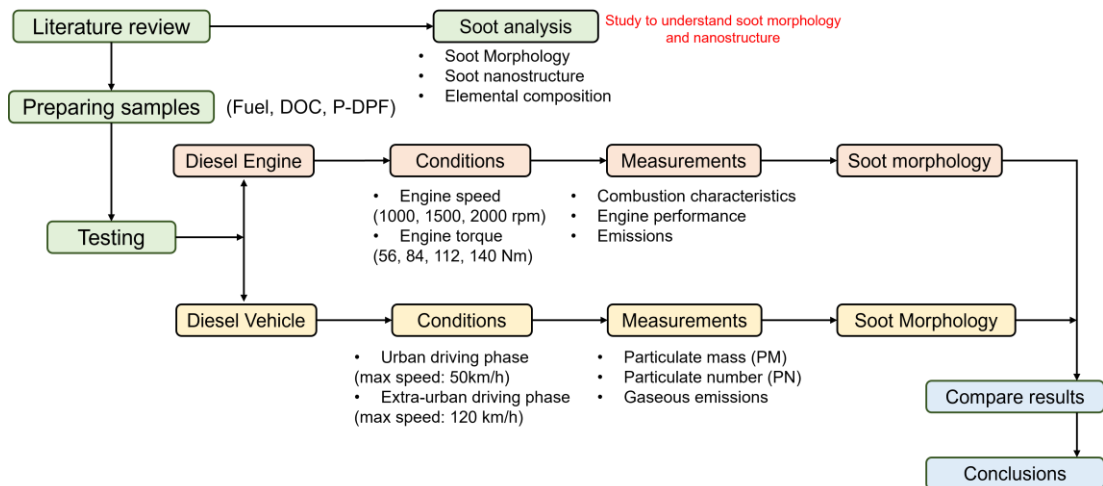 Literature review
Soot analysis
Study to understand soot morphology
and nanostructure
• Soot Morphology
• Soot nanostructure
• Elemental composition
Preparing samples
(Fuel, DOC, P-DPF)
Testing
Diesel Engine
Conditions
Measurements
Soot morphology
• Engine speed
(1000, 1500, 2000 rpm)
• Engine torque
(56, 84, 112, 140 Nm)
• Combustion characteristics
• Engine performance
• Emissions
Diesel Vehicle
Conditions
Measurements
Soot Morphology
• Urban driving phase
(max speed: 50km/h)
• Extra-urban driving phase
(max speed: 120 km/h)
• Particulate mass (PM)
• Particulate number (PN)
• Gaseous emissions
Compare results
Conclusions